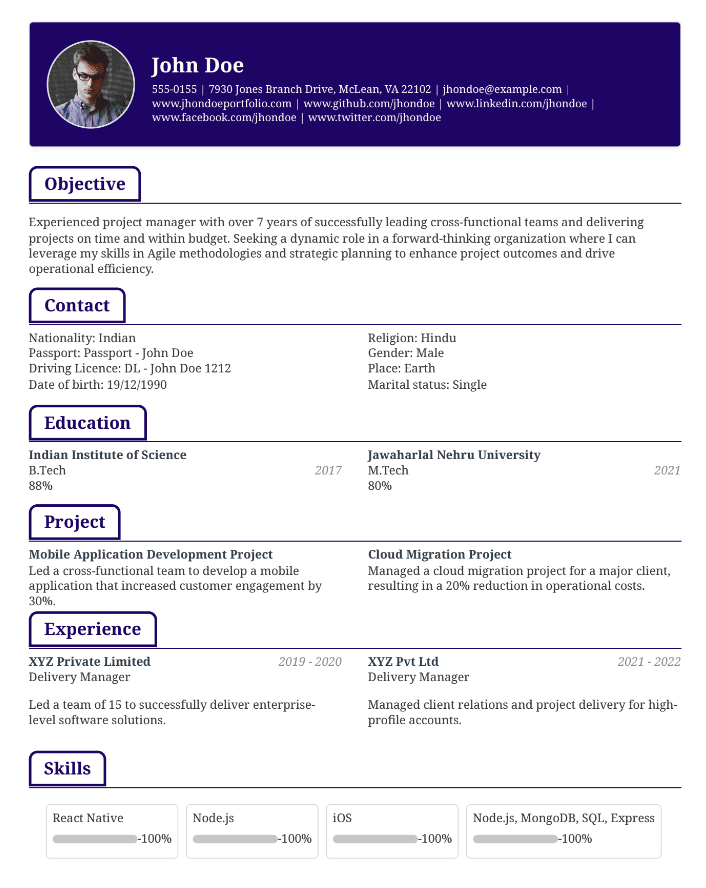 John Doe
555-0155 | 7930 Jones Branch Drive, McLean, VA 22102 | jhondoe@example.com |
www.jhondoeportfolio.com | www.github.com/jhondoe | www.linkedin.com/jhondoe |
www.facebook.com/jhondoe | www.twitter.com/jhondoe
Objective
Experienced project manager with over 7 years of successfully leading cross-functional teams and delivering
projects on time and within budget. Seeking a dynamic role in a forward-thinking organization where I can
leverage my skills in Agile methodologies and strategic planning to enhance project outcomes and drive
operational efficiency.
Contact
Nationality: Indian
Passport: Passport - John Doe
Driving Licence: DL - John Doe 1212
Date of birth: 19/12/1990
Religion: Hindu
Gender: Male
Place: Earth
Marital status: Single
Education
Indian Institute of Science
B.Tech 2017
88%
Jawaharlal Nehru University
M.Tech 2021
80%
Project
Mobile Application Development Project
Led a cross-functional team to develop a mobile
application that increased customer engagement by
30%.
Cloud Migration Project
Managed a cloud migration project for a major client,
resulting in a 20% reduction in operational costs.
Experience
XYZ Private Limited 2019 - 2020
Delivery Manager
Led a team of 15 to successfully deliver enterprise-
level software solutions.
XYZ Pvt Ltd 2021 - 2022
Delivery Manager
Managed client relations and project delivery for high-
profile accounts.
Skills
React Native
-100%
Node.js
-100%
iOS
-100%
Node.js, MongoDB, SQL, Express
-100%